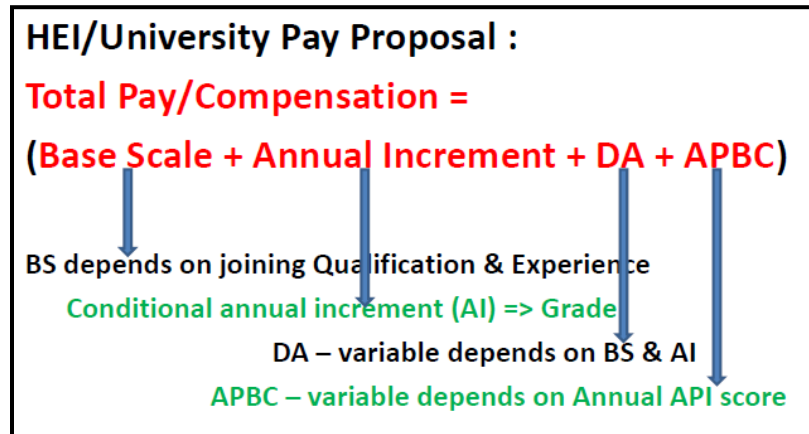 HEI/University Pay Proposal :
Total Pay/Compensation =
(Base Scale + Annual Increment + DA + APBC)
BS depends on joining Qualification & Experience
Conditional annual increment (AI) => Grade
DA – variable depends on BS & AI
APBC – variable depends on Annual API score